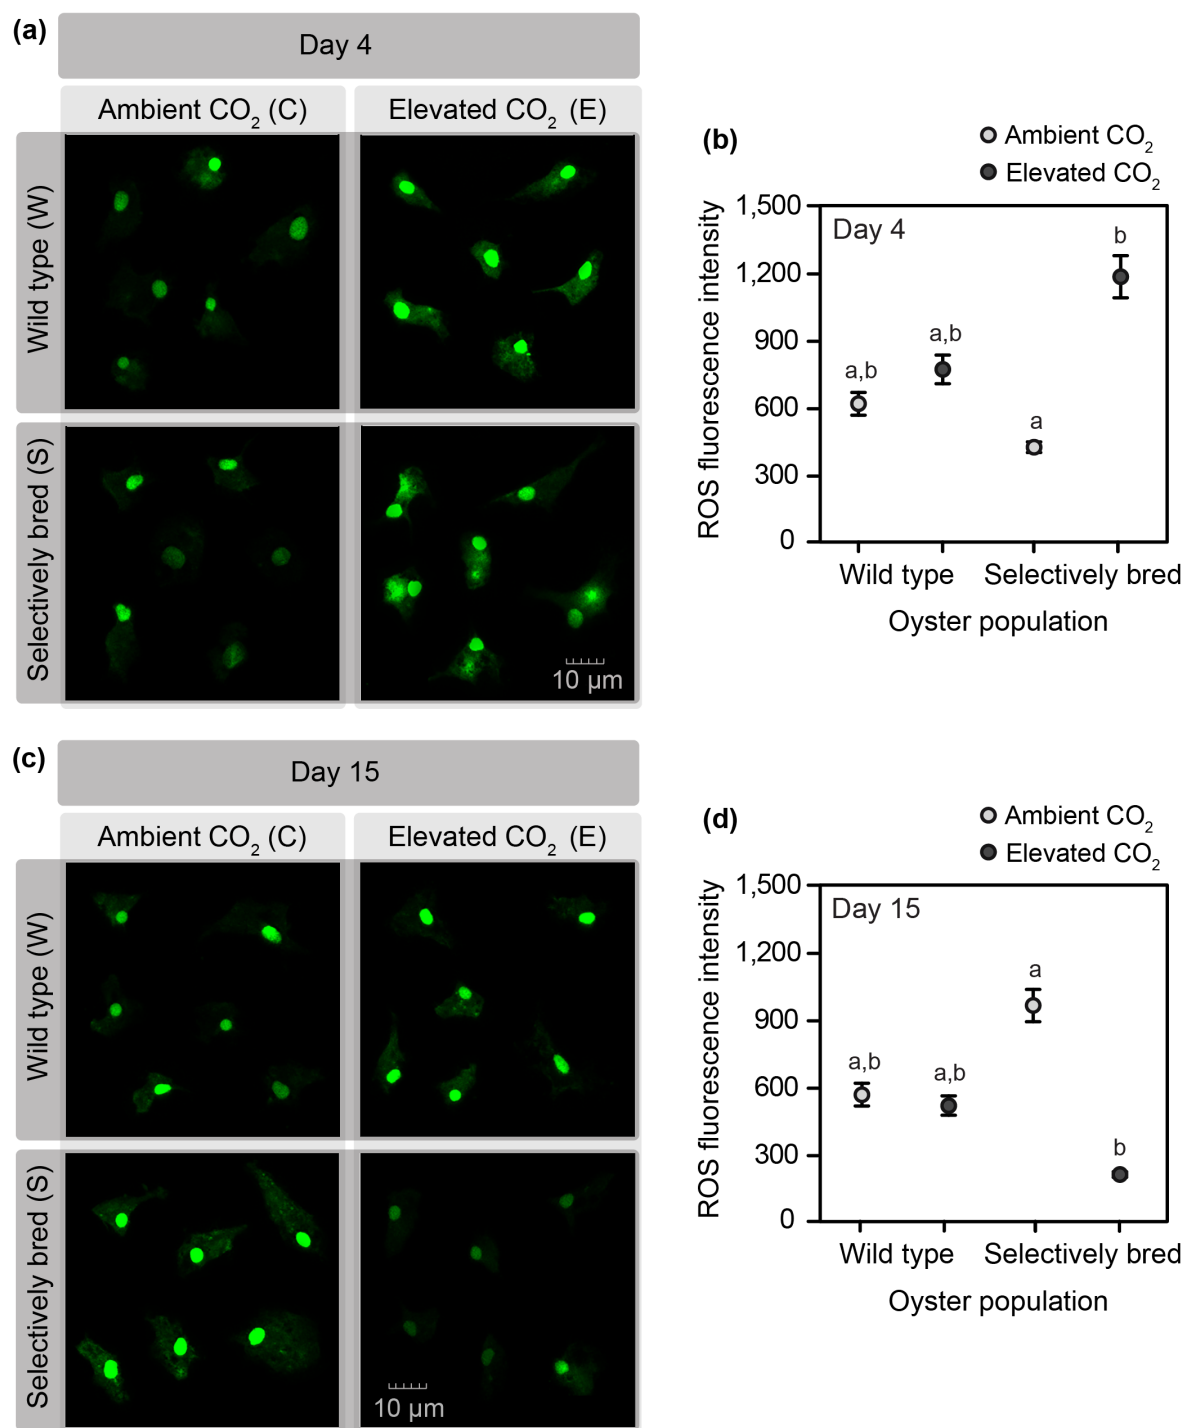 (a)
Day 4
Ambient CO₂ (C)
Elevated CO₂ (E)
Wild type (W)
Selectively bred (S)
10 µm
(b)
Ambient CO₂
Elevated CO₂
ROS fluorescence intensity
1,500
1,200
900
600
300
0
Day 4
a,b
a,b
a
b
Wild type
Selectively bred
Oyster population
(c)
Day 15
Ambient CO₂ (C)
Elevated CO₂ (E)
Wild type (W)
Selectively bred (S)
10 µm
(d)
Ambient CO₂
Elevated CO₂
ROS fluorescence intensity
1,500
1,200
900
600
300
0
Day 15
a,b
a,b
a
b
Wild type
Selectively bred
Oyster population